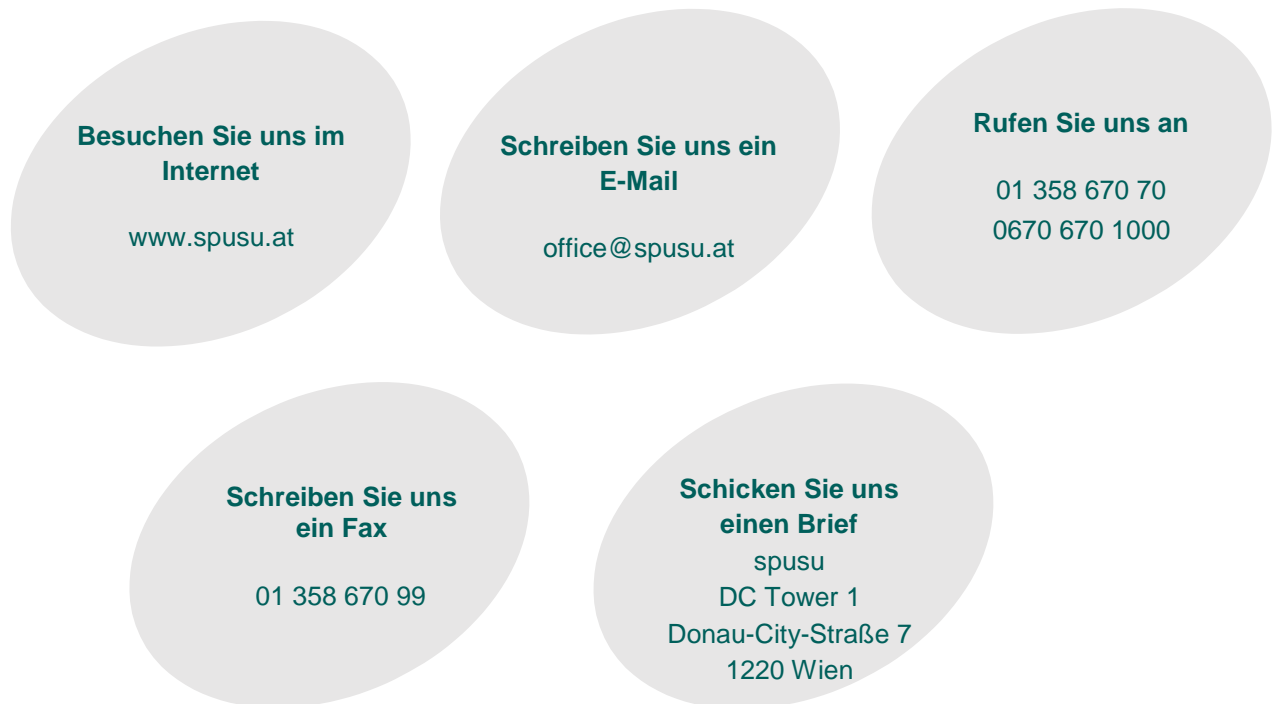 Besuchen Sie uns im
Internet
www.spusu.at
Schreiben Sie uns ein
E-Mail
office@spusu.at
Rufen Sie uns an
01 358 670 70
0670 670 1000
Schreiben Sie uns
ein Fax
01 358 670 99
Schicken Sie uns
einen Brief
spusu
DC Tower 1
Donau-City-Straße 7
1220 Wien